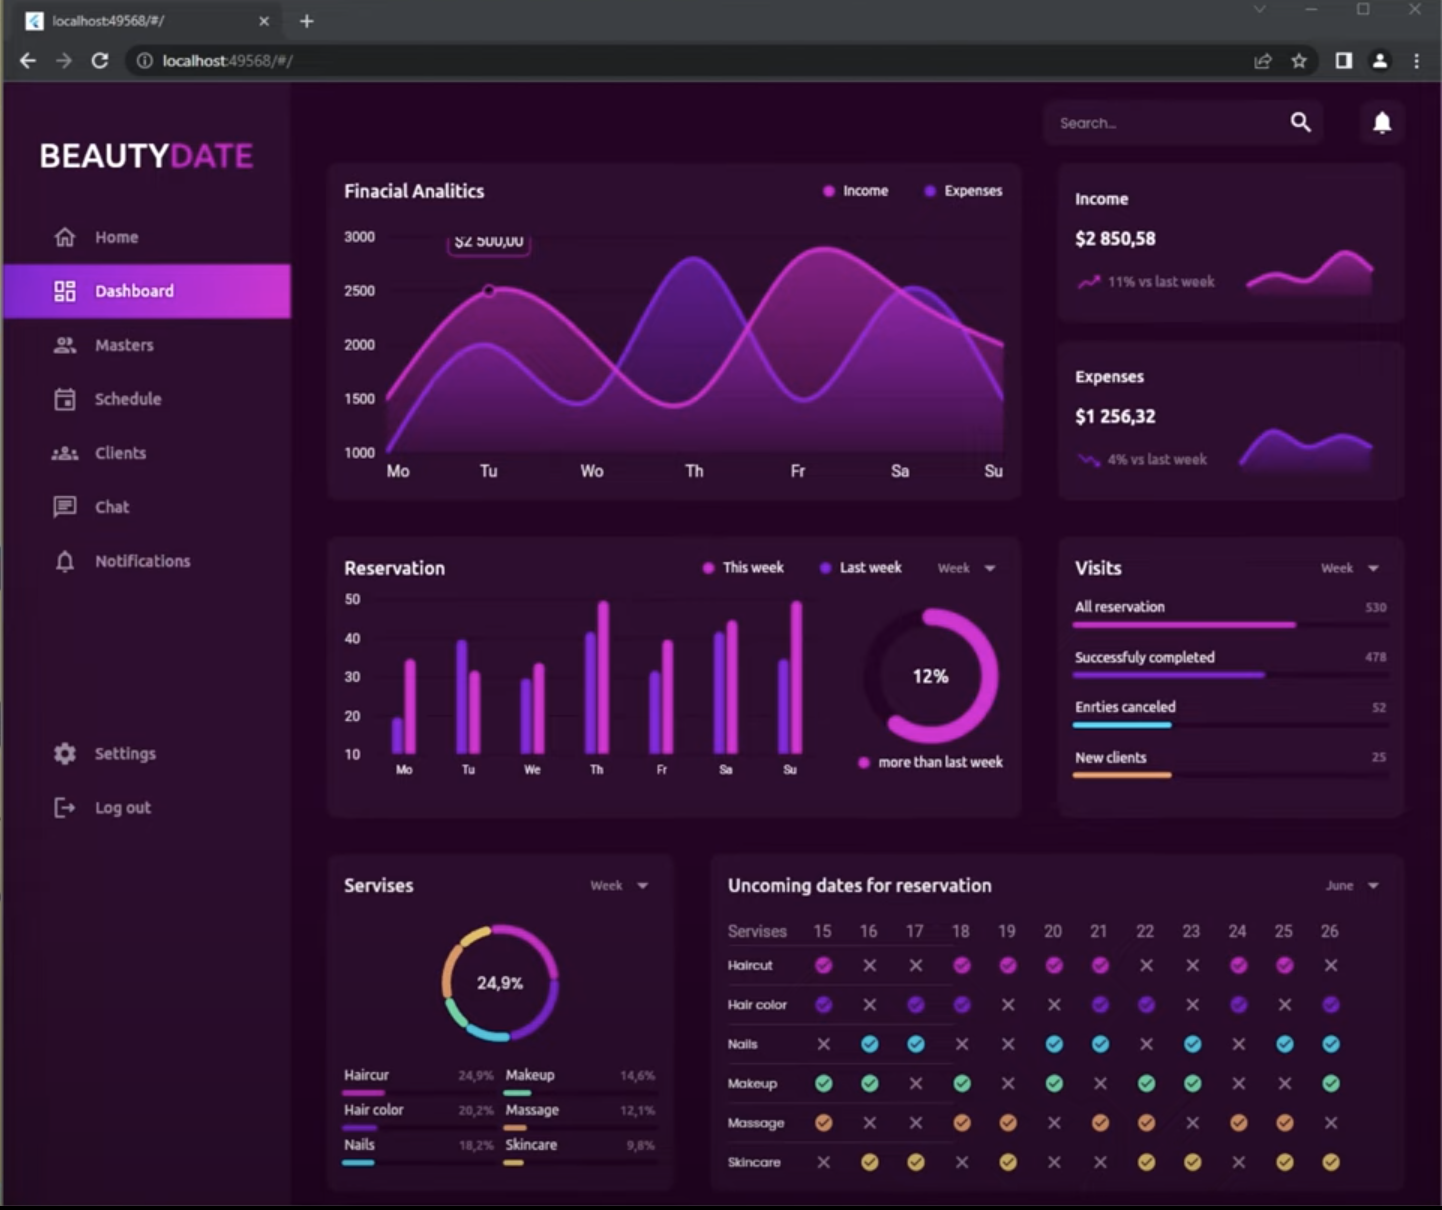 localhost:49568/#/
localhost:49568/#/
BEAUTYDATE
Home
Dashboard
Masters
Schedule
Clients
Chat
Notifications
Settings
Log out
Search...
Finacial Analitics
Income
Expenses
3000
2500
2000
1500
1000
$2 500,00
Mo Tu Wo Th Fr Sa Su
Income
$2 850,58
11% vs last week
Expenses
$1 256,32
4% vs last week
Reservation
This week
Last week
Week
50
40
30
20
10
Mo Tu We Th Fr Sa Su
12%
more than last week
Visits
Week
All reservation 530
Successfuly completed 478
Enrties canceled 52
New clients 25
Servises
Week
24,9%
Haircur 24,9% Makeup 14,6%
Hair color 20,2% Massage 12,1%
Nails 18,2% Skincare 9,8%
Uncoming dates for reservation
June
Servises 15 16 17 18 19 20 21 22 23 24 25 26
Haircut
Hair color
Nails
Makeup
Massage
Skincare